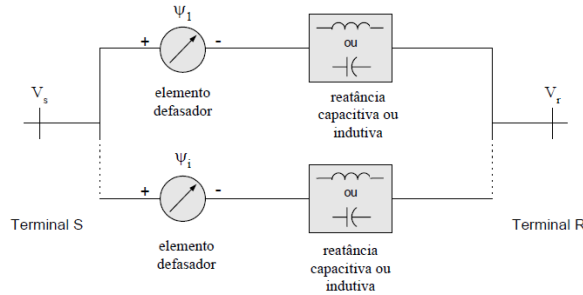 Ψ1
+
-
ou
elemento
defasador
reatância
capacitiva ou
indutiva
Vs
Vr
Ψi
+
-
ou
Terminal S
Terminal R
elemento
defasador
reatância
capacitiva ou
indutiva